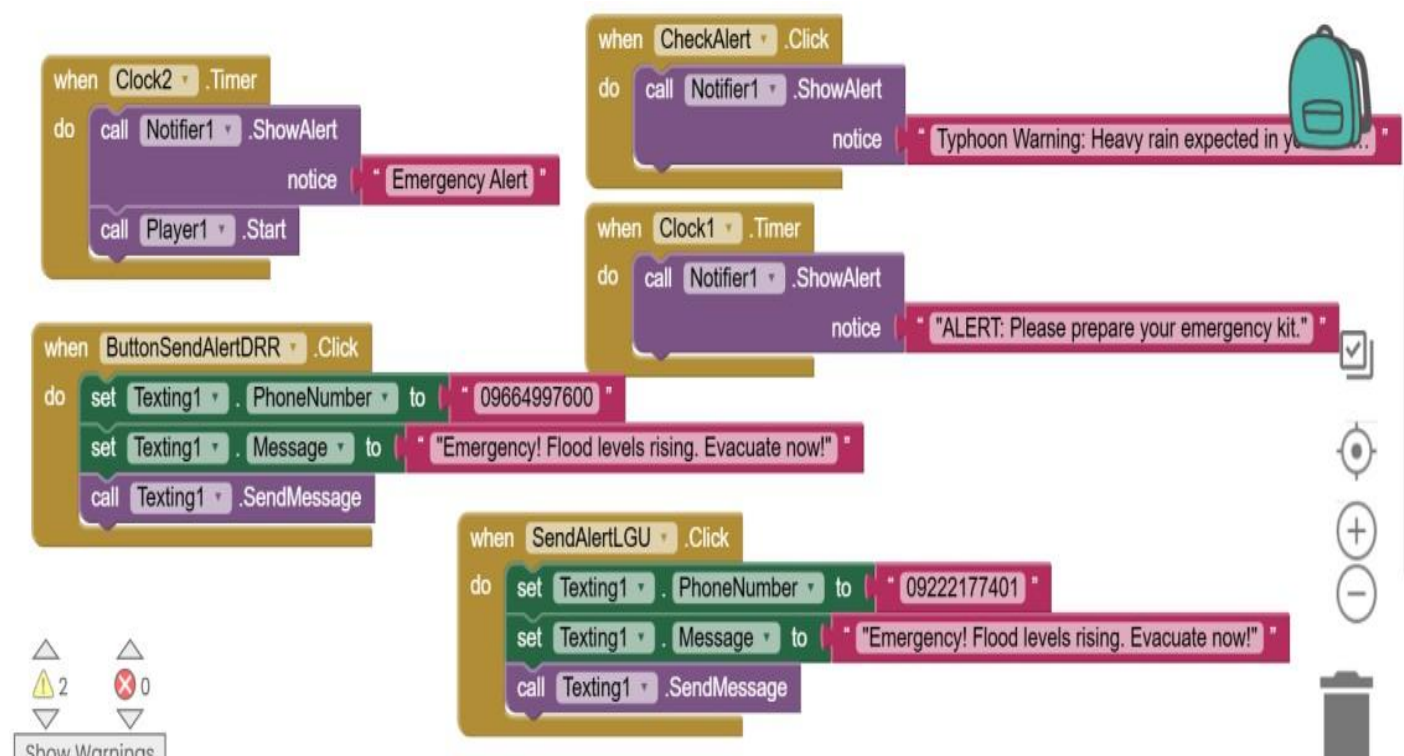 when Clock2 .Timer
do call Notifier1 .ShowAlert
notice " Emergency Alert "
call Player1 .Start
when CheckAlert .Click
do call Notifier1 .ShowAlert
notice " Typhoon Warning: Heavy rain expected in "
when Clock1 .Timer
do call Notifier1 .ShowAlert
notice " "ALERT: Please prepare your emergency kit." "
when ButtonSendAlertDRR .Click
do set Texting1 . PhoneNumber to " 09664997600 "
set Texting1 . Message to " "Emergency! Flood levels rising. Evacuate now!" "
call Texting1 .SendMessage
when SendAlertLGU .Click
do set Texting1 . PhoneNumber to " 09222177401 "
set Texting1 . Message to " "Emergency! Flood levels rising. Evacuate now!" "
call Texting1 .SendMessage
2 0
Show Warnings